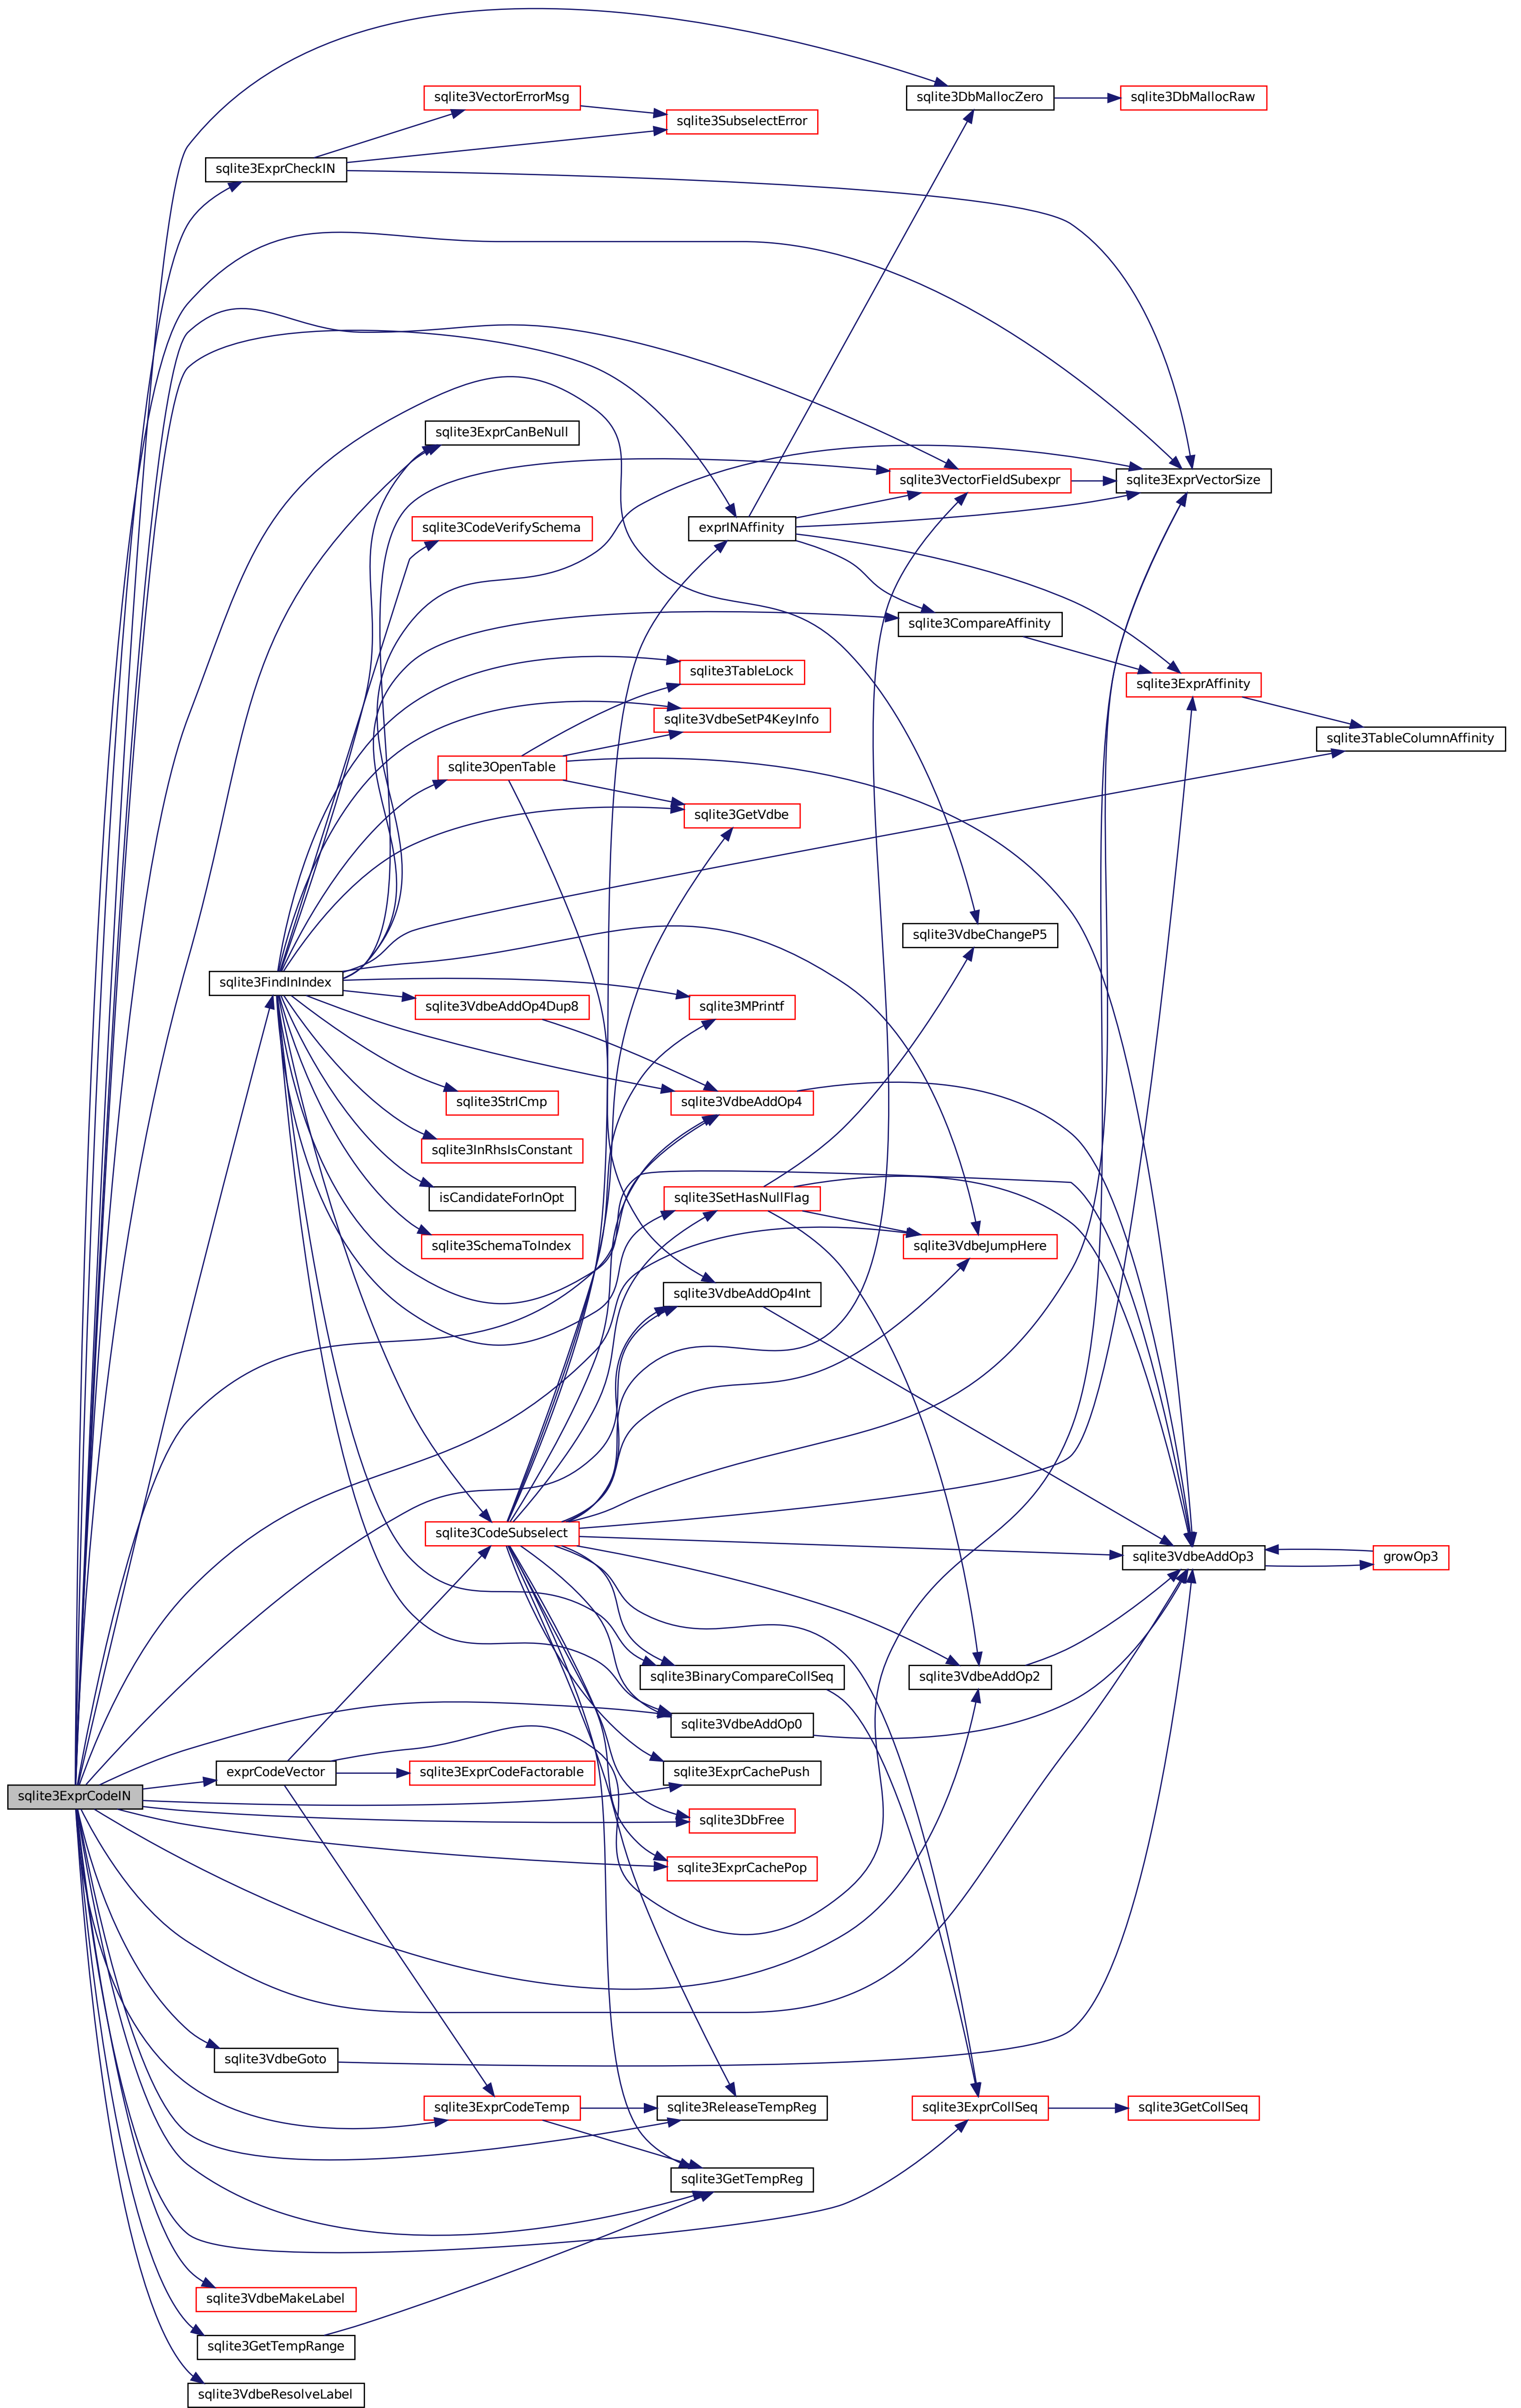 sqlite3DbMallocZero
sqlite3DbMallocRaw
sqlite3VectorErrorMsg
sqlite3SubselectError
sqlite3ExprCheckIN
sqlite3ExprCanBeNull
sqlite3VectorFieldSubexpr
sqlite3ExprVectorSize
sqlite3CodeVerifySchema
exprINAffinity
sqlite3CompareAffinity
sqlite3TableLock
sqlite3ExprAffinity
sqlite3VdbeSetP4KeyInfo
sqlite3TableColumnAffinity
sqlite3OpenTable
sqlite3GetVdbe
sqlite3VdbeChangeP5
sqlite3FindInIndex
sqlite3VdbeAddOp4Dup8
sqlite3MPrintf
sqlite3StrICmp
sqlite3VdbeAddOp4
sqlite3InRhsIsConstant
isCandidateForInOpt
sqlite3SetHasNullFlag
sqlite3SchemaToIndex
sqlite3VdbeJumpHere
sqlite3VdbeAddOp4Int
sqlite3CodeSubselect
sqlite3VdbeAddOp3
growOp3
sqlite3BinaryCompareCollSeq
sqlite3VdbeAddOp2
sqlite3VdbeAddOp0
sqlite3ExprCodeIN
exprCodeVector
sqlite3ExprCodeFactorable
sqlite3ExprCachePush
sqlite3DbFree
sqlite3ExprCachePop
sqlite3VdbeGoto
sqlite3ExprCodeTemp
sqlite3ReleaseTempReg
sqlite3ExprCollSeq
sqlite3GetCollSeq
sqlite3GetTempReg
sqlite3VdbeMakeLabel
sqlite3GetTempRange
sqlite3VdbeResolveLabel